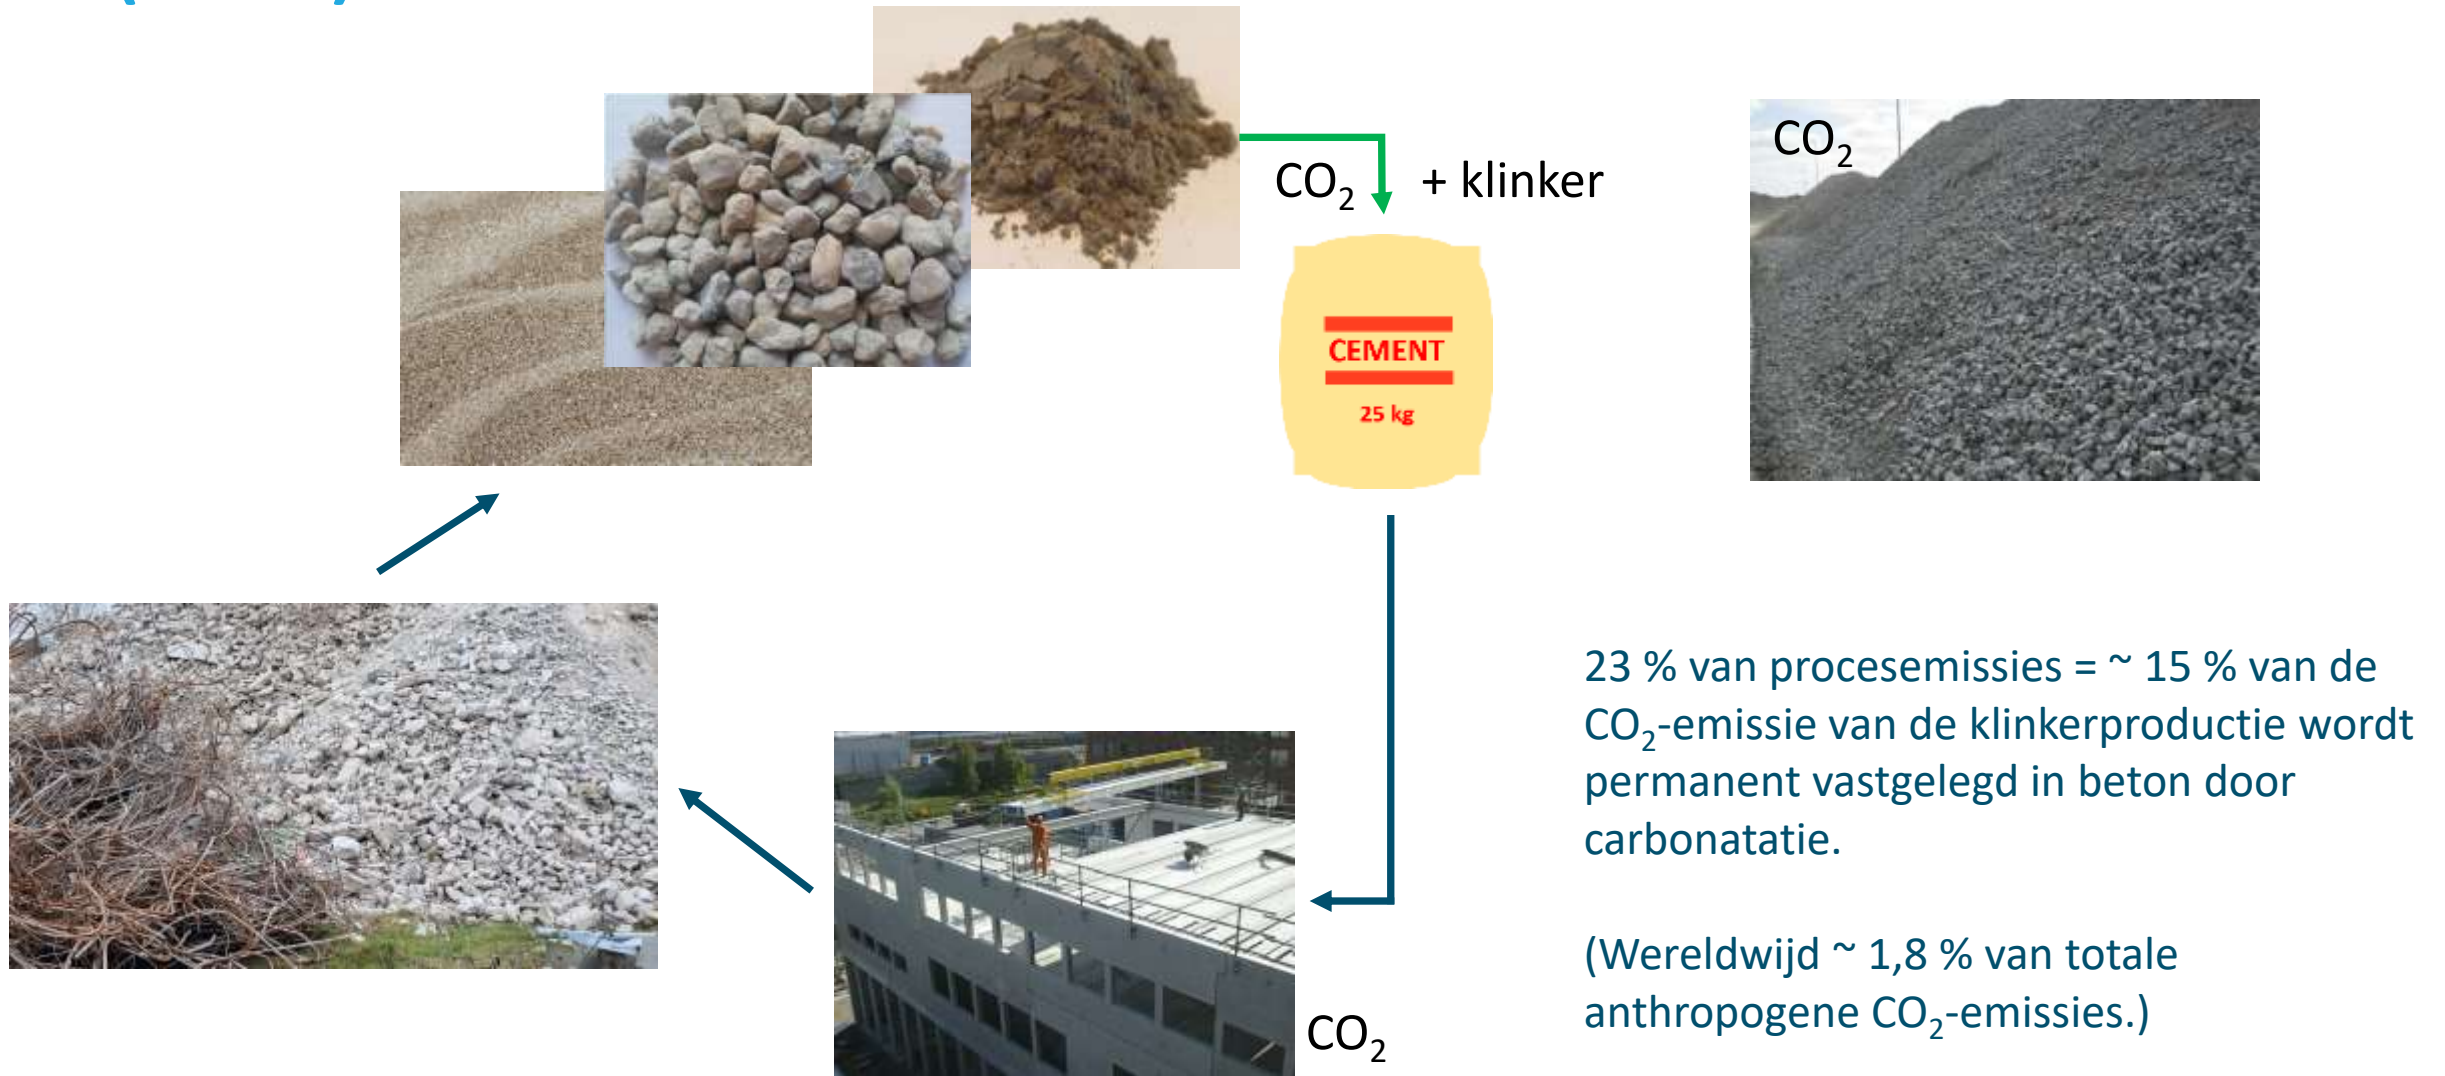 CO₂
+ klinker
CO₂
CEMENT
25 kg
23 % van procesemissies = ~ 15 % van de
CO₂-emissie van de klinkerproductie wordt
permanent vastgelegd in beton door
carbonatatie.
(Wereldwijd ~ 1,8 % van totale
anthropogene CO₂-emissies.)
CO₂